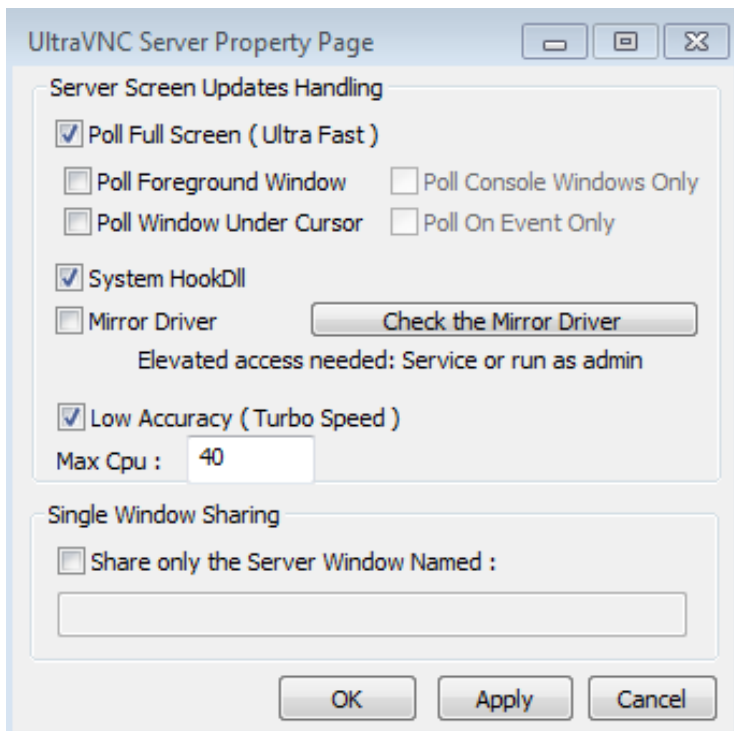 UltraVNC Server Property Page
Server Screen Updates Handling
Poll Full Screen ( Ultra Fast )
Poll Foreground Window Poll Console Windows Only
Poll Window Under Cursor Poll On Event Only
System HookDll
Mirror Driver Check the Mirror Driver
Elevated access needed: Service or run as admin
Low Accuracy ( Turbo Speed )
Max Cpu : 40
Single Window Sharing
Share only the Server Window Named :
OK Apply Cancel